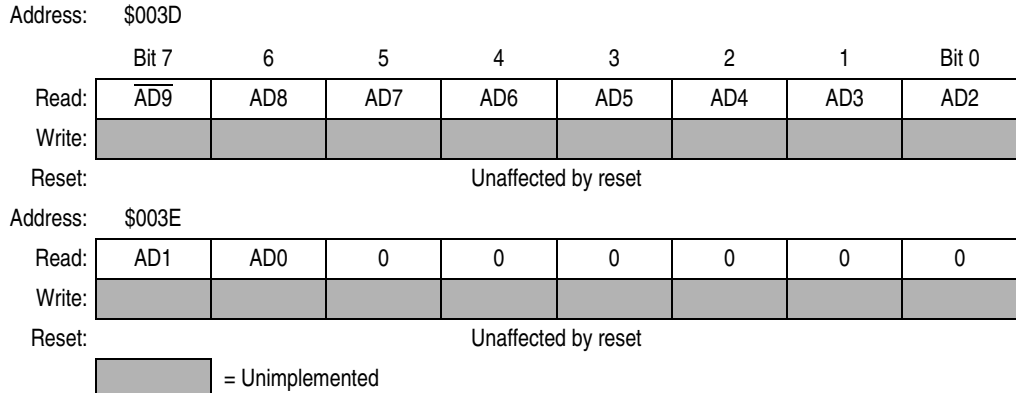 Address: $003D
Bit 7 6 5 4 3 2 1 Bit 0
Read: A̅D̅9̅ AD8 AD7 AD6 AD5 AD4 AD3 AD2
Write:
Reset: Unaffected by reset
Address: $003E
Read: AD1 AD0 0 0 0 0 0 0
Write:
Reset: Unaffected by reset
= Unimplemented